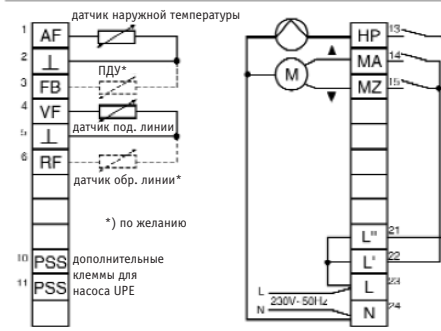 датчик наружной температуры
1 AF
2 ⊥
ПДУ*
3 FB
4 VF
датчик под. линии
5 ⊥
6 RF
датчик обр. линии*
*) по желанию
10 PSS дополнительные
клеммы для
11 PSS насоса UPE
HP 13
MA 14
M
MZ 15
L" 21
L' 22
L L 23
230V- 50Hz
N N 24